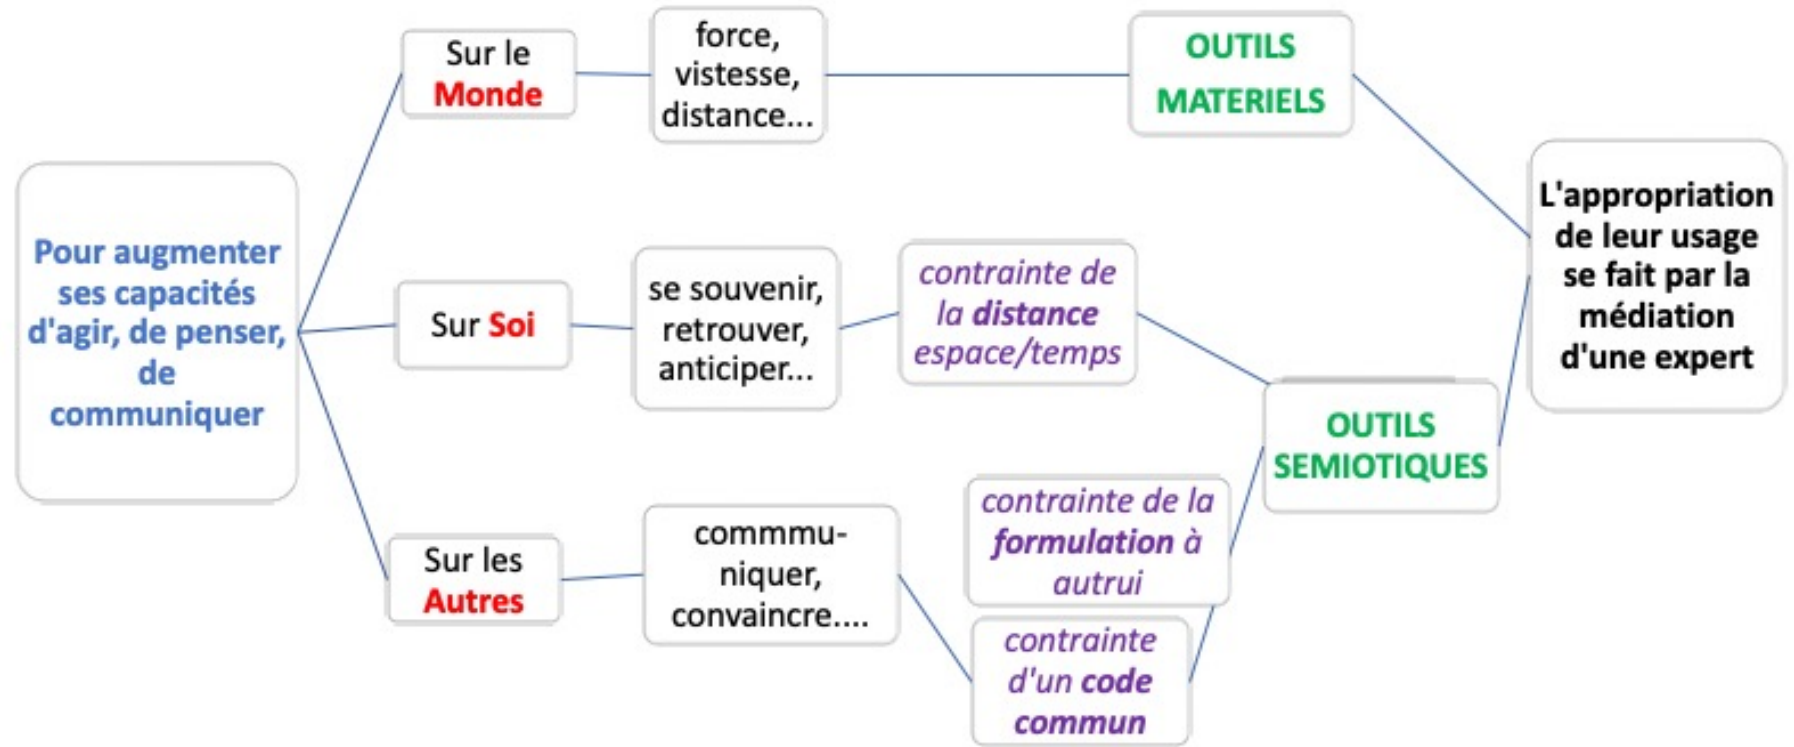 Pour augmenter
ses capacités
d'agir, de penser,
de
communiquer
Sur le
Monde
force,
vistesse,
distance...
OUTILS
MATERIELS
Sur Soi
se souvenir,
retrouver,
anticiper...
contrainte de
la distance
espace/temps
Sur les
Autres
commmu-
niquer,
convaincre....
contrainte de la
formulation à
autrui
contrainte
d'un code
commun
OUTILS
SEMIOTIQUES
L'appropriation
de leur usage
se fait par la
médiation
d'une expert